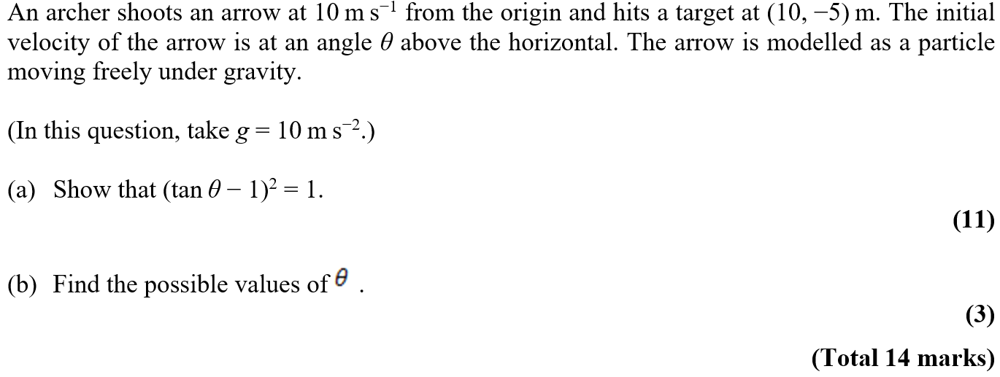 An archer shoots an arrow at 10 m s⁻¹ from the origin and hits a target at (10, −5) m. The initial
velocity of the arrow is at an angle θ above the horizontal. The arrow is modelled as a particle
moving freely under gravity.
(In this question, take g = 10 m s⁻².)
(a) Show that (tan θ − 1)² = 1.
(11)
(b) Find the possible values of θ .
(3)
(Total 14 marks)